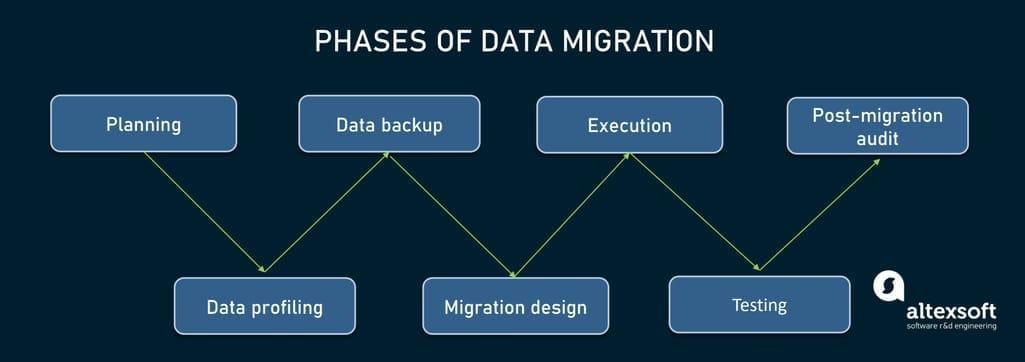 PHASES OF DATA MIGRATION
Planning
Data backup
Execution
Post-migration
audit
Data profiling
Migration design
Testing
altexsoft
software r&d engineering